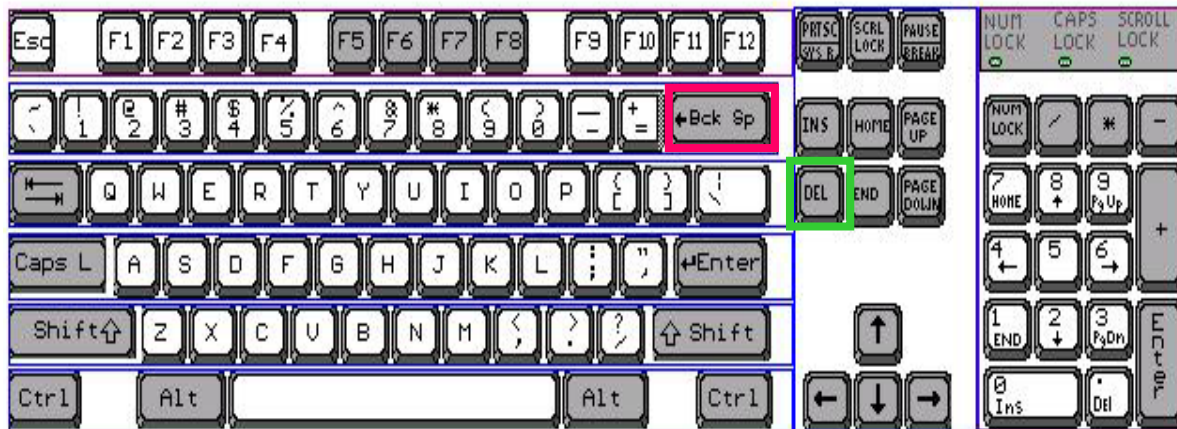 Esc F1 F2 F3 F4 F5 F6 F7 F8 F9 F10 F11 F12 PRTSC SYS R SCRL LOCK PAUSE BREAK NUM LOCK CAPS LOCK SCROLL LOCK
~ ` ! 1 @ 2 # 3 $ 4 % 5 ^ 6 & 7 * 8 ( 9 ) 0 — - + = ←Bck Sp INS HOME PAGE UP NUM LOCK / * -
Q W E R T Y U I O P { [ } ] | \ DEL END PAGE DOWN 7 HOME 8 ↑ 9 PgUp +
Caps L A S D F G H J K L : ; " , ↵Enter 4 ← 5 6 →
Shift⇧ Z X C V B N M < , > . ? / ⇧ Shift ↑ 1 END 2 ↓ 3 PgDn Enter
Ctrl Alt Alt Ctrl ← ↓ → 0 Ins . Del